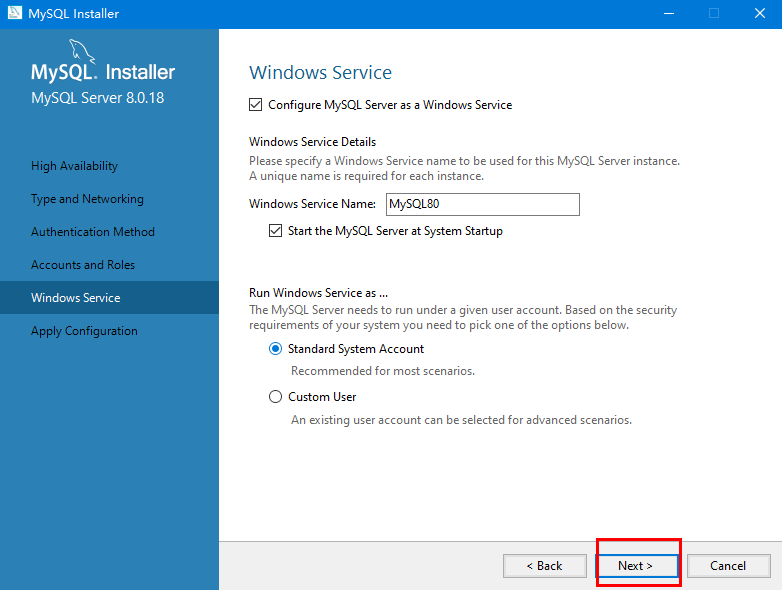 MySQL Installer
MySQL. Installer
MySQL Server 8.0.18
High Availability
Type and Networking
Authentication Method
Accounts and Roles
Windows Service
Apply Configuration
Windows Service
Configure MySQL Server as a Windows Service
Windows Service Details
Please specify a Windows Service name to be used for this MySQL Server instance.
A unique name is required for each instance.
Windows Service Name: MySQL80
Start the MySQL Server at System Startup
Run Windows Service as ...
The MySQL Server needs to run under a given user account. Based on the security
requirements of your system you need to pick one of the options below.
Standard System Account
Recommended for most scenarios.
Custom User
An existing user account can be selected for advanced scenarios.
< Back Next > Cancel